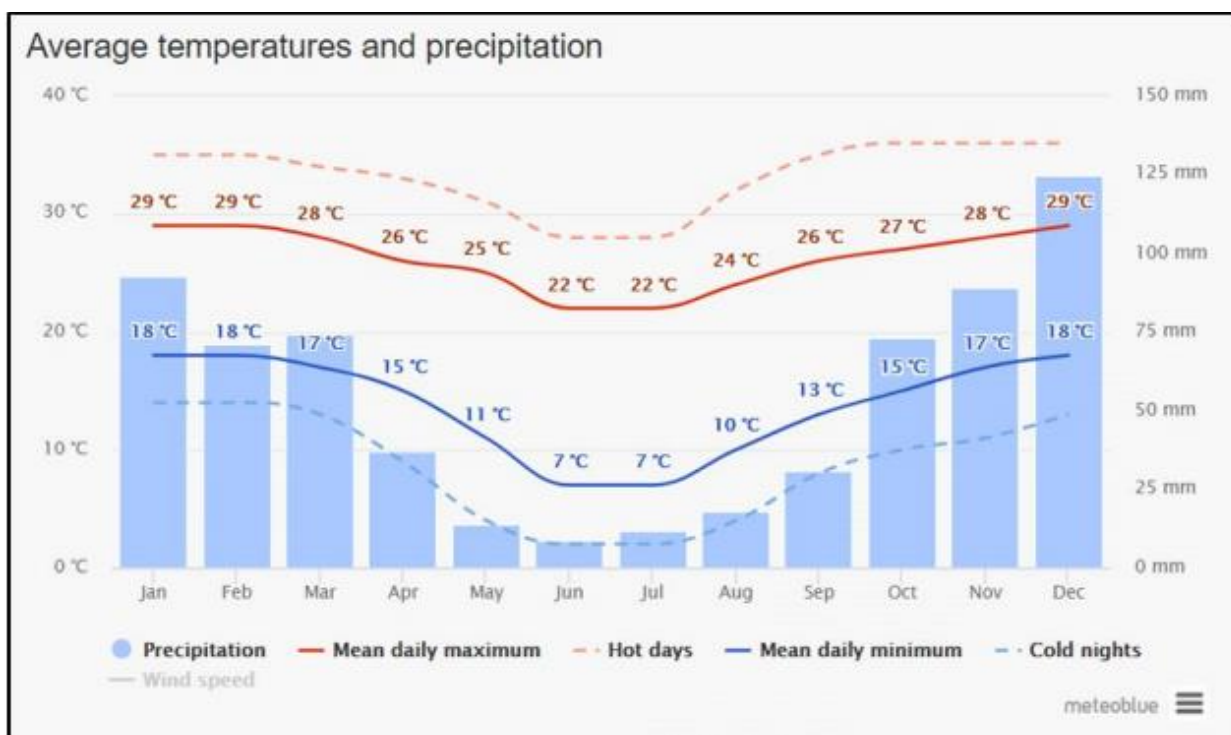 Average temperatures and precipitation
40 °C
150 mm
125 mm
29 °C 29 °C 28 °C 26 °C 25 °C 22 °C 22 °C 24 °C 26 °C 27 °C 28 °C 29 °C
30 °C
100 mm
20 °C
75 mm
18 °C 18 °C 17 °C 15 °C 11 °C 7 °C 7 °C 10 °C 13 °C 15 °C 17 °C 18 °C
50 mm
10 °C
25 mm
0 °C
0 mm
Jan Feb Mar Apr May Jun Jul Aug Sep Oct Nov Dec
Precipitation Mean daily maximum Hot days Mean daily minimum Cold nights
Wind speed
meteoblue